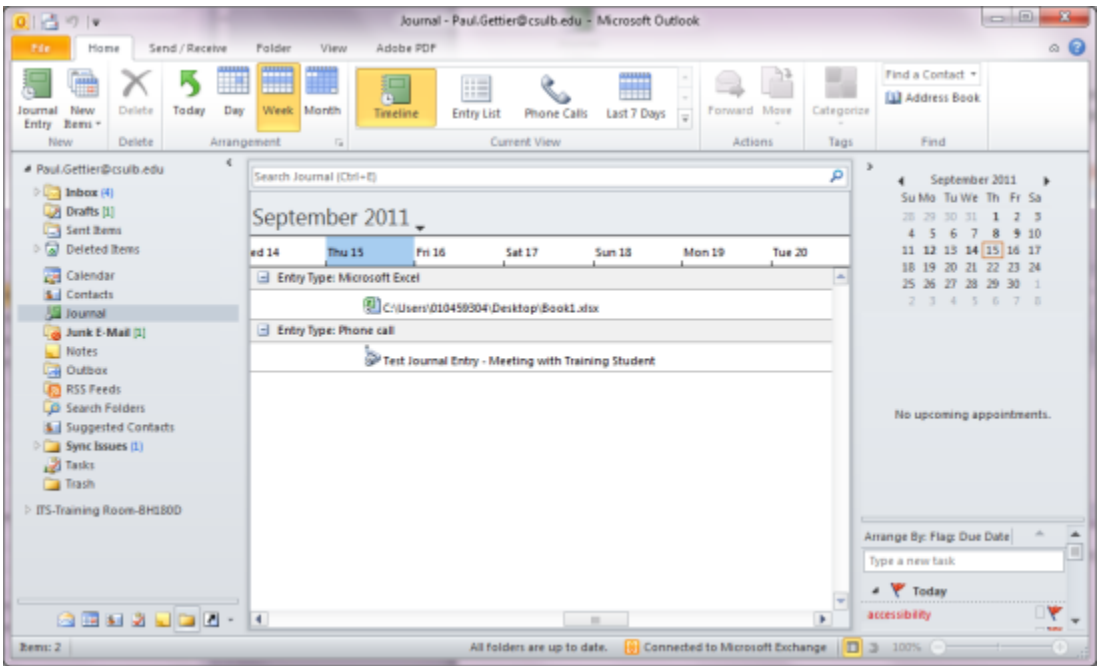 Journal - Paul.Gettier@csulb.edu - Microsoft Outlook
File Home Send / Receive Folder View Adobe PDF
Journal Entry
New Items
Delete
Today
Day
Week
Month
Timeline
Entry List
Phone Calls
Last 7 Days
Forward
Move
Categorize
Find a Contact
Address Book
New Delete Arrangement Current View Actions Tags Find
Paul.Gettier@csulb.edu
Inbox (4)
Drafts [1]
Sent Items
Deleted Items
Calendar
Contacts
Journal
Junk E-Mail [1]
Notes
Outbox
RSS Feeds
Search Folders
Suggested Contacts
Sync Issues (1)
Tasks
Trash
ITS-Training Room-BH180D
Search Journal (Ctrl+E)
September 2011
ed 14 Thu 15 Fri 16 Sat 17 Sun 18 Mon 19 Tue 20
Entry Type: Microsoft Excel
C:\Users\010459304\Desktop\Book1.xlsx
Entry Type: Phone call
Test Journal Entry - Meeting with Training Student
September 2011
Su Mo Tu We Th Fr Sa
28 29 30 31 1 2 3
4 5 6 7 8 9 10
11 12 13 14 15 16 17
18 19 20 21 22 23 24
25 26 27 28 29 30 1
2 3 4 5 6 7 8
No upcoming appointments.
Arrange By: Flag: Due Date
Type a new task
Today
accessibility
Items: 2
All folders are up to date. Connected to Microsoft Exchange 100%